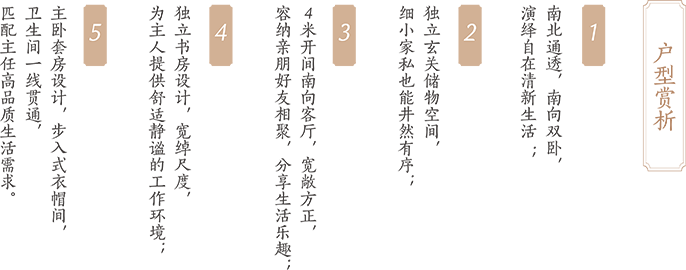 户型赏析
1
南北通透，南向双卧，
演绎自在清新生活；
2
独立玄关储物空间，
细小家私也能井然有序；
3
4米开间南向客厅，宽敞方正，
容纳亲朋好友相聚，分享生活乐趣；
4
独立书房设计，宽绰尺度，
为主人提供舒适静谧的工作环境；
5
主卧套房设计，步入式衣帽间，
卫生间一线贯通，
匹配主任高品质生活需求。